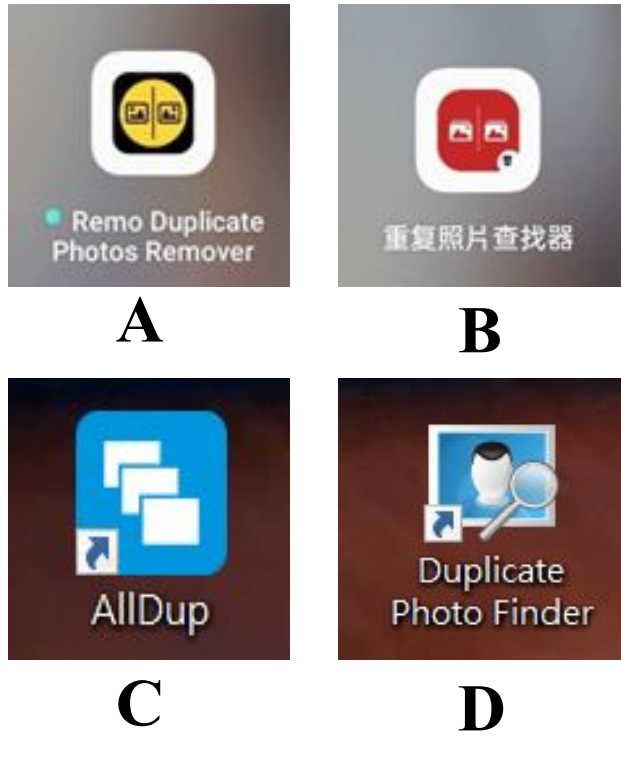 Remo Duplicate
Photos Remover
重复照片查找器
A
B
AllDup
Duplicate
Photo Finder
C
D